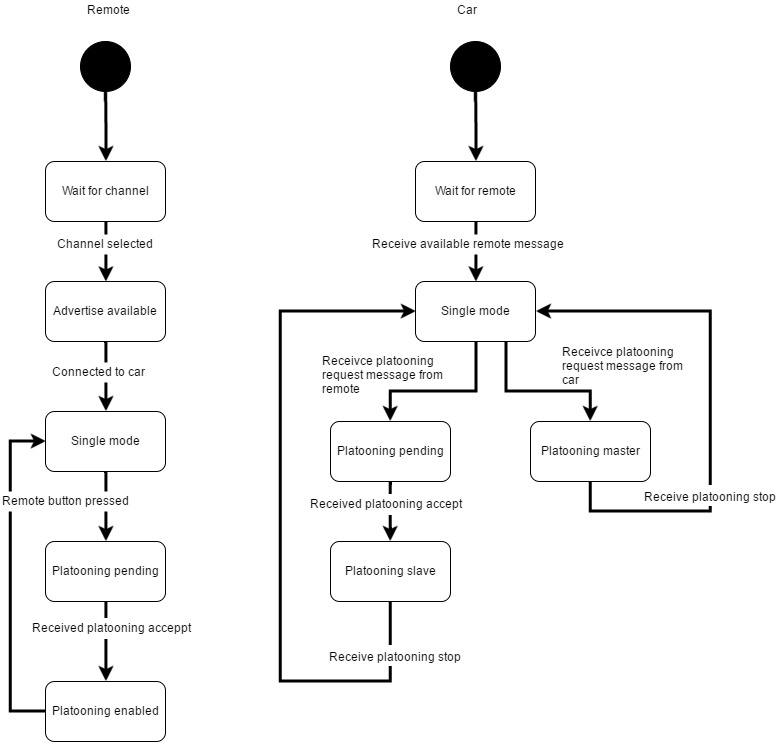 Remote
Car
Wait for channel
Wait for remote
Channel selected
Receive available remote message
Advertise available
Single mode
Connected to car
Receivce platooning
request message from
remote
Receivce platooning
request message from
car
Single mode
Platooning pending
Platooning master
Remote button pressed
Received platooning accept
Receive platooning stop
Platooning pending
Platooning slave
Received platooning acceppt
Receive platooning stop
Platooning enabled